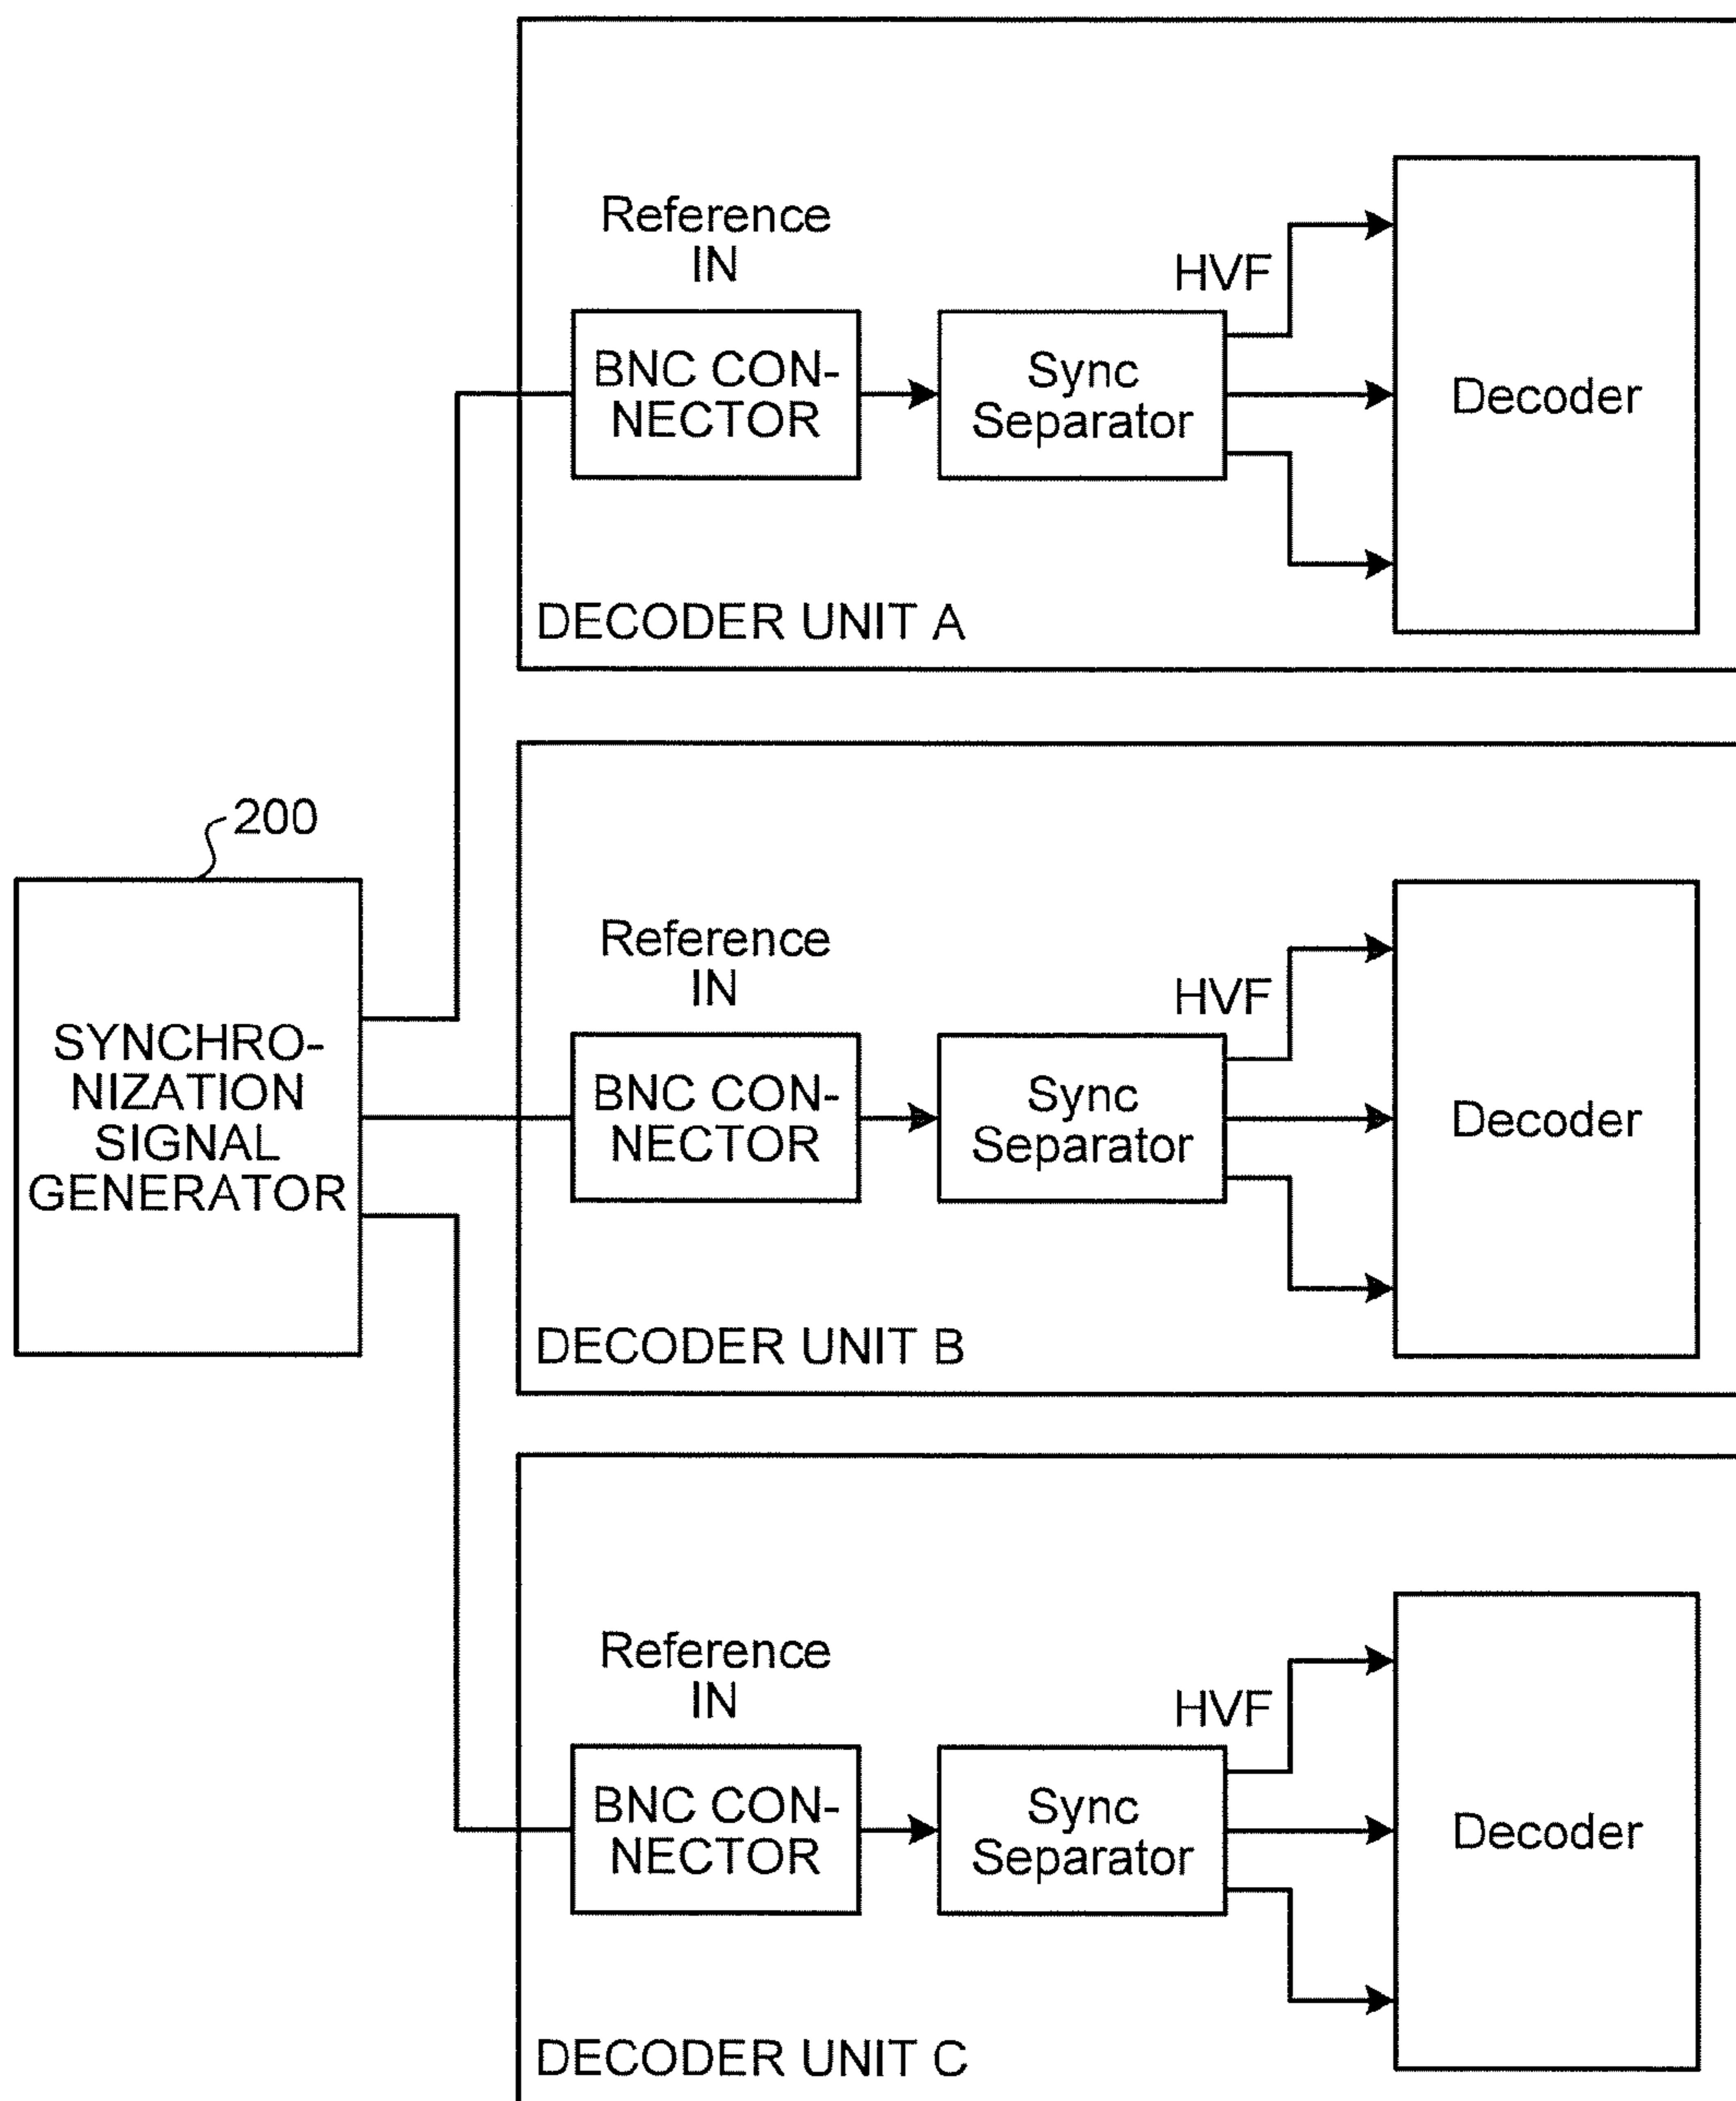 Reference
IN
HVF
BNC CON-
NECTOR
Sync
Separator
Decoder
DECODER UNIT A
200
SYNCHRO-
NIZATION
SIGNAL
GENERATOR
Reference
IN
HVF
BNC CON-
NECTOR
Sync
Separator
Decoder
DECODER UNIT B
Reference
IN
HVF
BNC CON-
NECTOR
Sync
Separator
Decoder
DECODER UNIT C